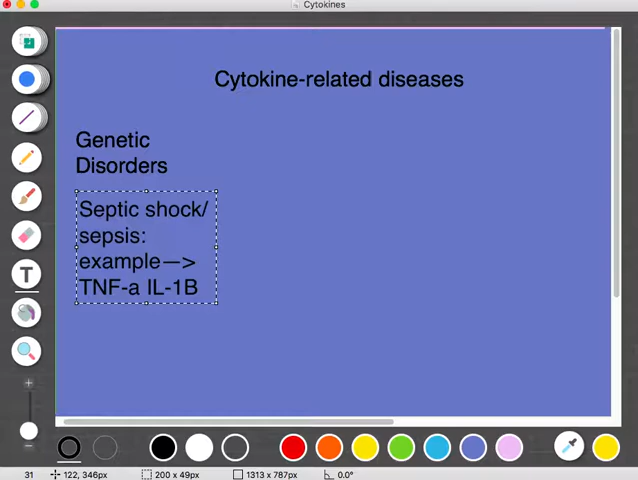 Cytokines
Cytokine-related diseases
Genetic
Disorders
Septic shock/
sepsis:
example—>
TNF-a IL-1B
T
31
122, 346px
200 x 49px
1313 x 787px
0.0°